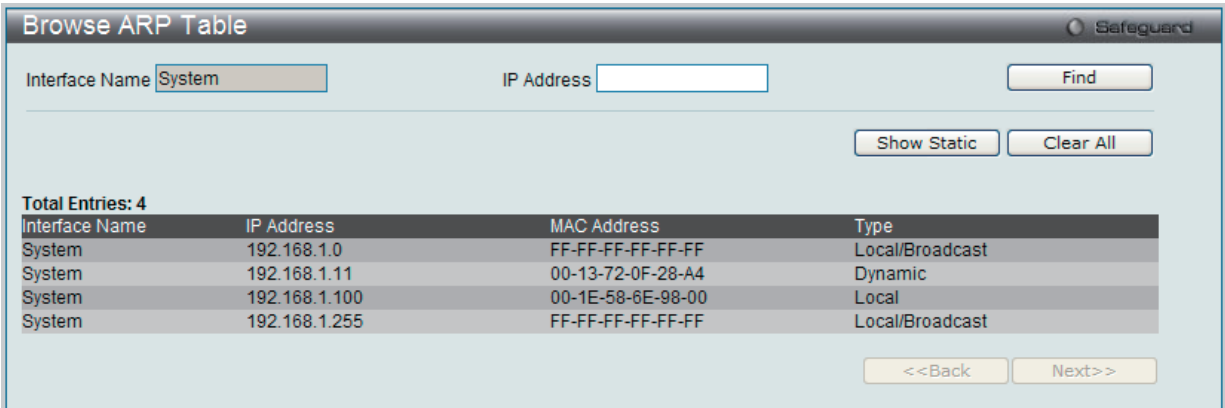 Browse ARP Table Safeguard
Interface Name System IP Address Find
Show Static Clear All
Total Entries: 4
Interface Name IP Address MAC Address Type
System 192.168.1.0 FF-FF-FF-FF-FF-FF Local/Broadcast
System 192.168.1.11 00-13-72-0F-28-A4 Dynamic
System 192.168.1.100 00-1E-58-6E-98-00 Local
System 192.168.1.255 FF-FF-FF-FF-FF-FF Local/Broadcast
<<Back Next>>